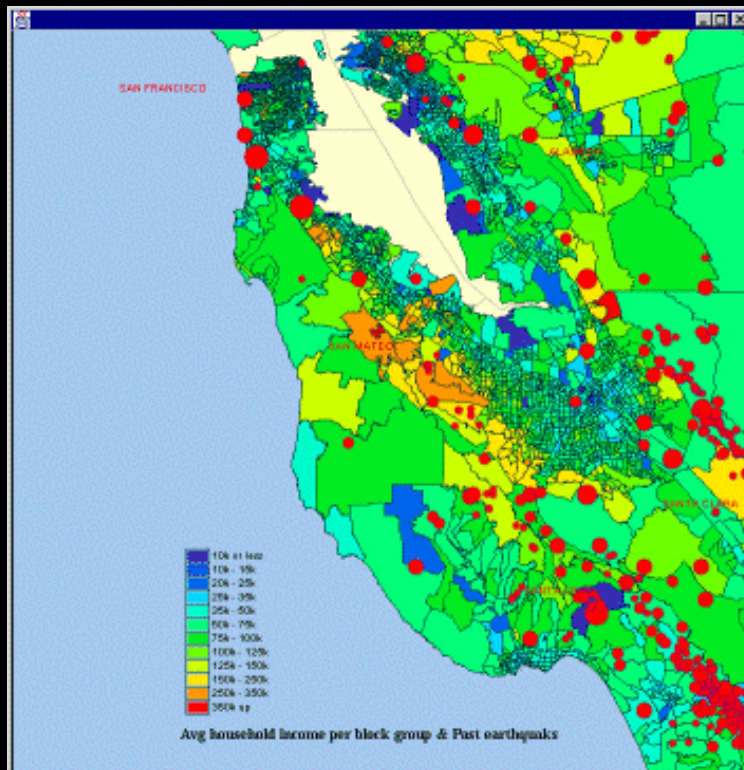 SAN FRANCISCO
ALAMEDA
SAN MATEO
SANTA CLARA
10k or less
10k - 15k
20k - 25k
25k - 35k
35k - 50k
50k - 75k
75k - 100k
100k - 125k
125k - 150k
150k - 250k
250k - 350k
350k up
Avg household income per block group & Past earthquaks